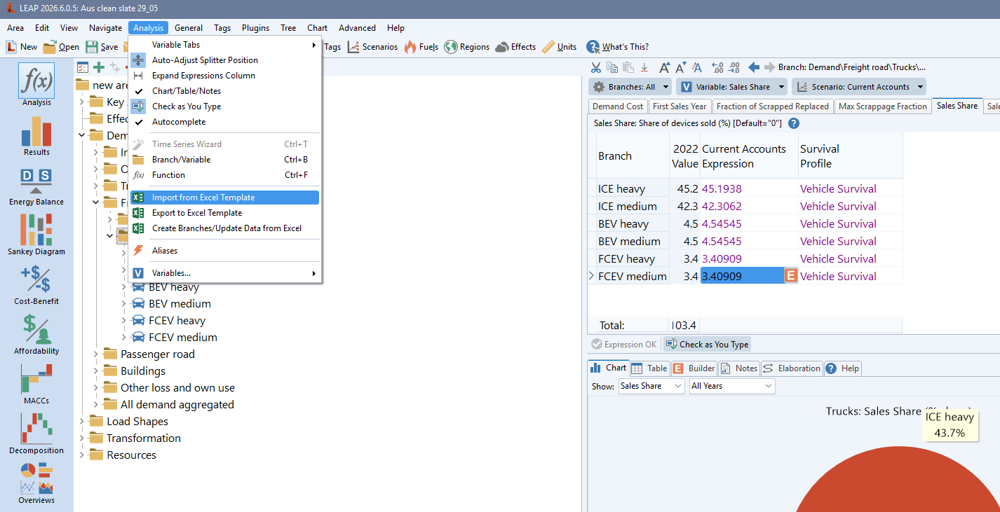 LEAP 2026.6.0.5: Aus clean slate 29_05
Area Edit View Navigate Analysis General Tags Plugins Tree Chart Advanced Help
New Open Save Tags Scenarios Fuels Regions Effects Units What's This?
f(x)
Analysis
Results
D S
Energy Balance
Sankey Diagram
+$
-$
Cost-Benefit
$
Affordability
MACCs
Decomposition
Overviews
Variable Tabs
Auto-Adjust Splitter Position
Expand Expressions Column
Chart/Table/Notes
Check as You Type
Autocomplete
Time Series Wizard Ctrl+T
Branch/Variable Ctrl+B
f(x) Function Ctrl+F
Import from Excel Template
Export to Excel Template
Create Branches/Update Data from Excel
Aliases
V Variables...
new are
Key
Effec
Dem
In
O
Tr
F
BEV heavy
BEV medium
FCEV heavy
FCEV medium
Passenger road
Buildings
Other loss and own use
All demand aggregated
Load Shapes
Transformation
Resources
Branch: Demand\Freight road\Trucks\...
Branches: All V Variable: Sales Share Scenario: Current Accounts
Demand Cost First Sales Year Fraction of Scrapped Replaced Max Scrappage Fraction Sales Share Sale
Sales Share: Share of devices sold (%) [Default="0"] ?
Branch 2022 Value Current Accounts Expression Survival Profile
ICE heavy 45.2 45.1938 Vehicle Survival
ICE medium 42.3 42.3062 Vehicle Survival
BEV heavy 4.5 4.54545 Vehicle Survival
BEV medium 4.5 4.54545 Vehicle Survival
FCEV heavy 3.4 3.40909 Vehicle Survival
FCEV medium 3.4 3.40909 E Vehicle Survival
Total: 103.4
Expression OK Check as You Type
Chart Table E Builder Notes Elaboration ? Help
Show: Sales Share All Years
Trucks: Sales Share
ICE heavy
43.7%